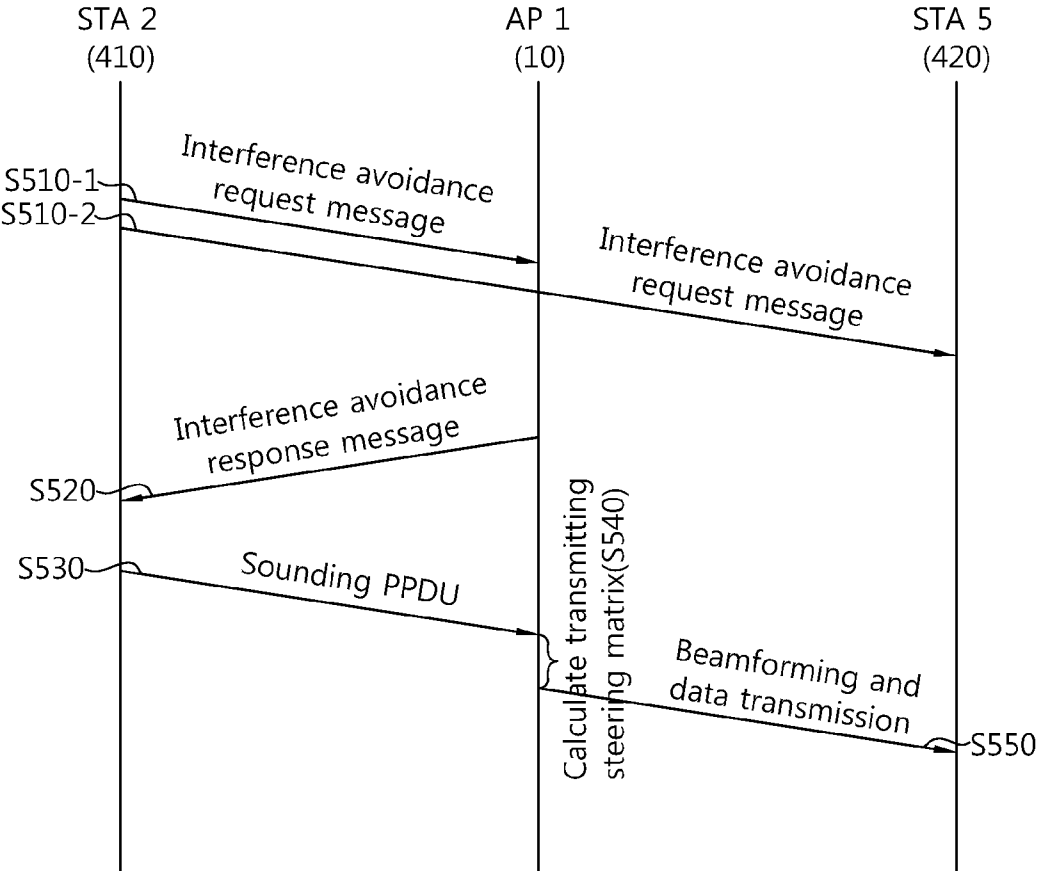 STA 2
(410)
AP 1
(10)
STA 5
(420)
Interference avoidance
request message
S510-1
S510-2
Interference avoidance
request message
Interference avoidance
response message
S520
S530
Sounding PPDU
Calculate transmitting
steering matrix(S540)
Beamforming and
data transmission
S550